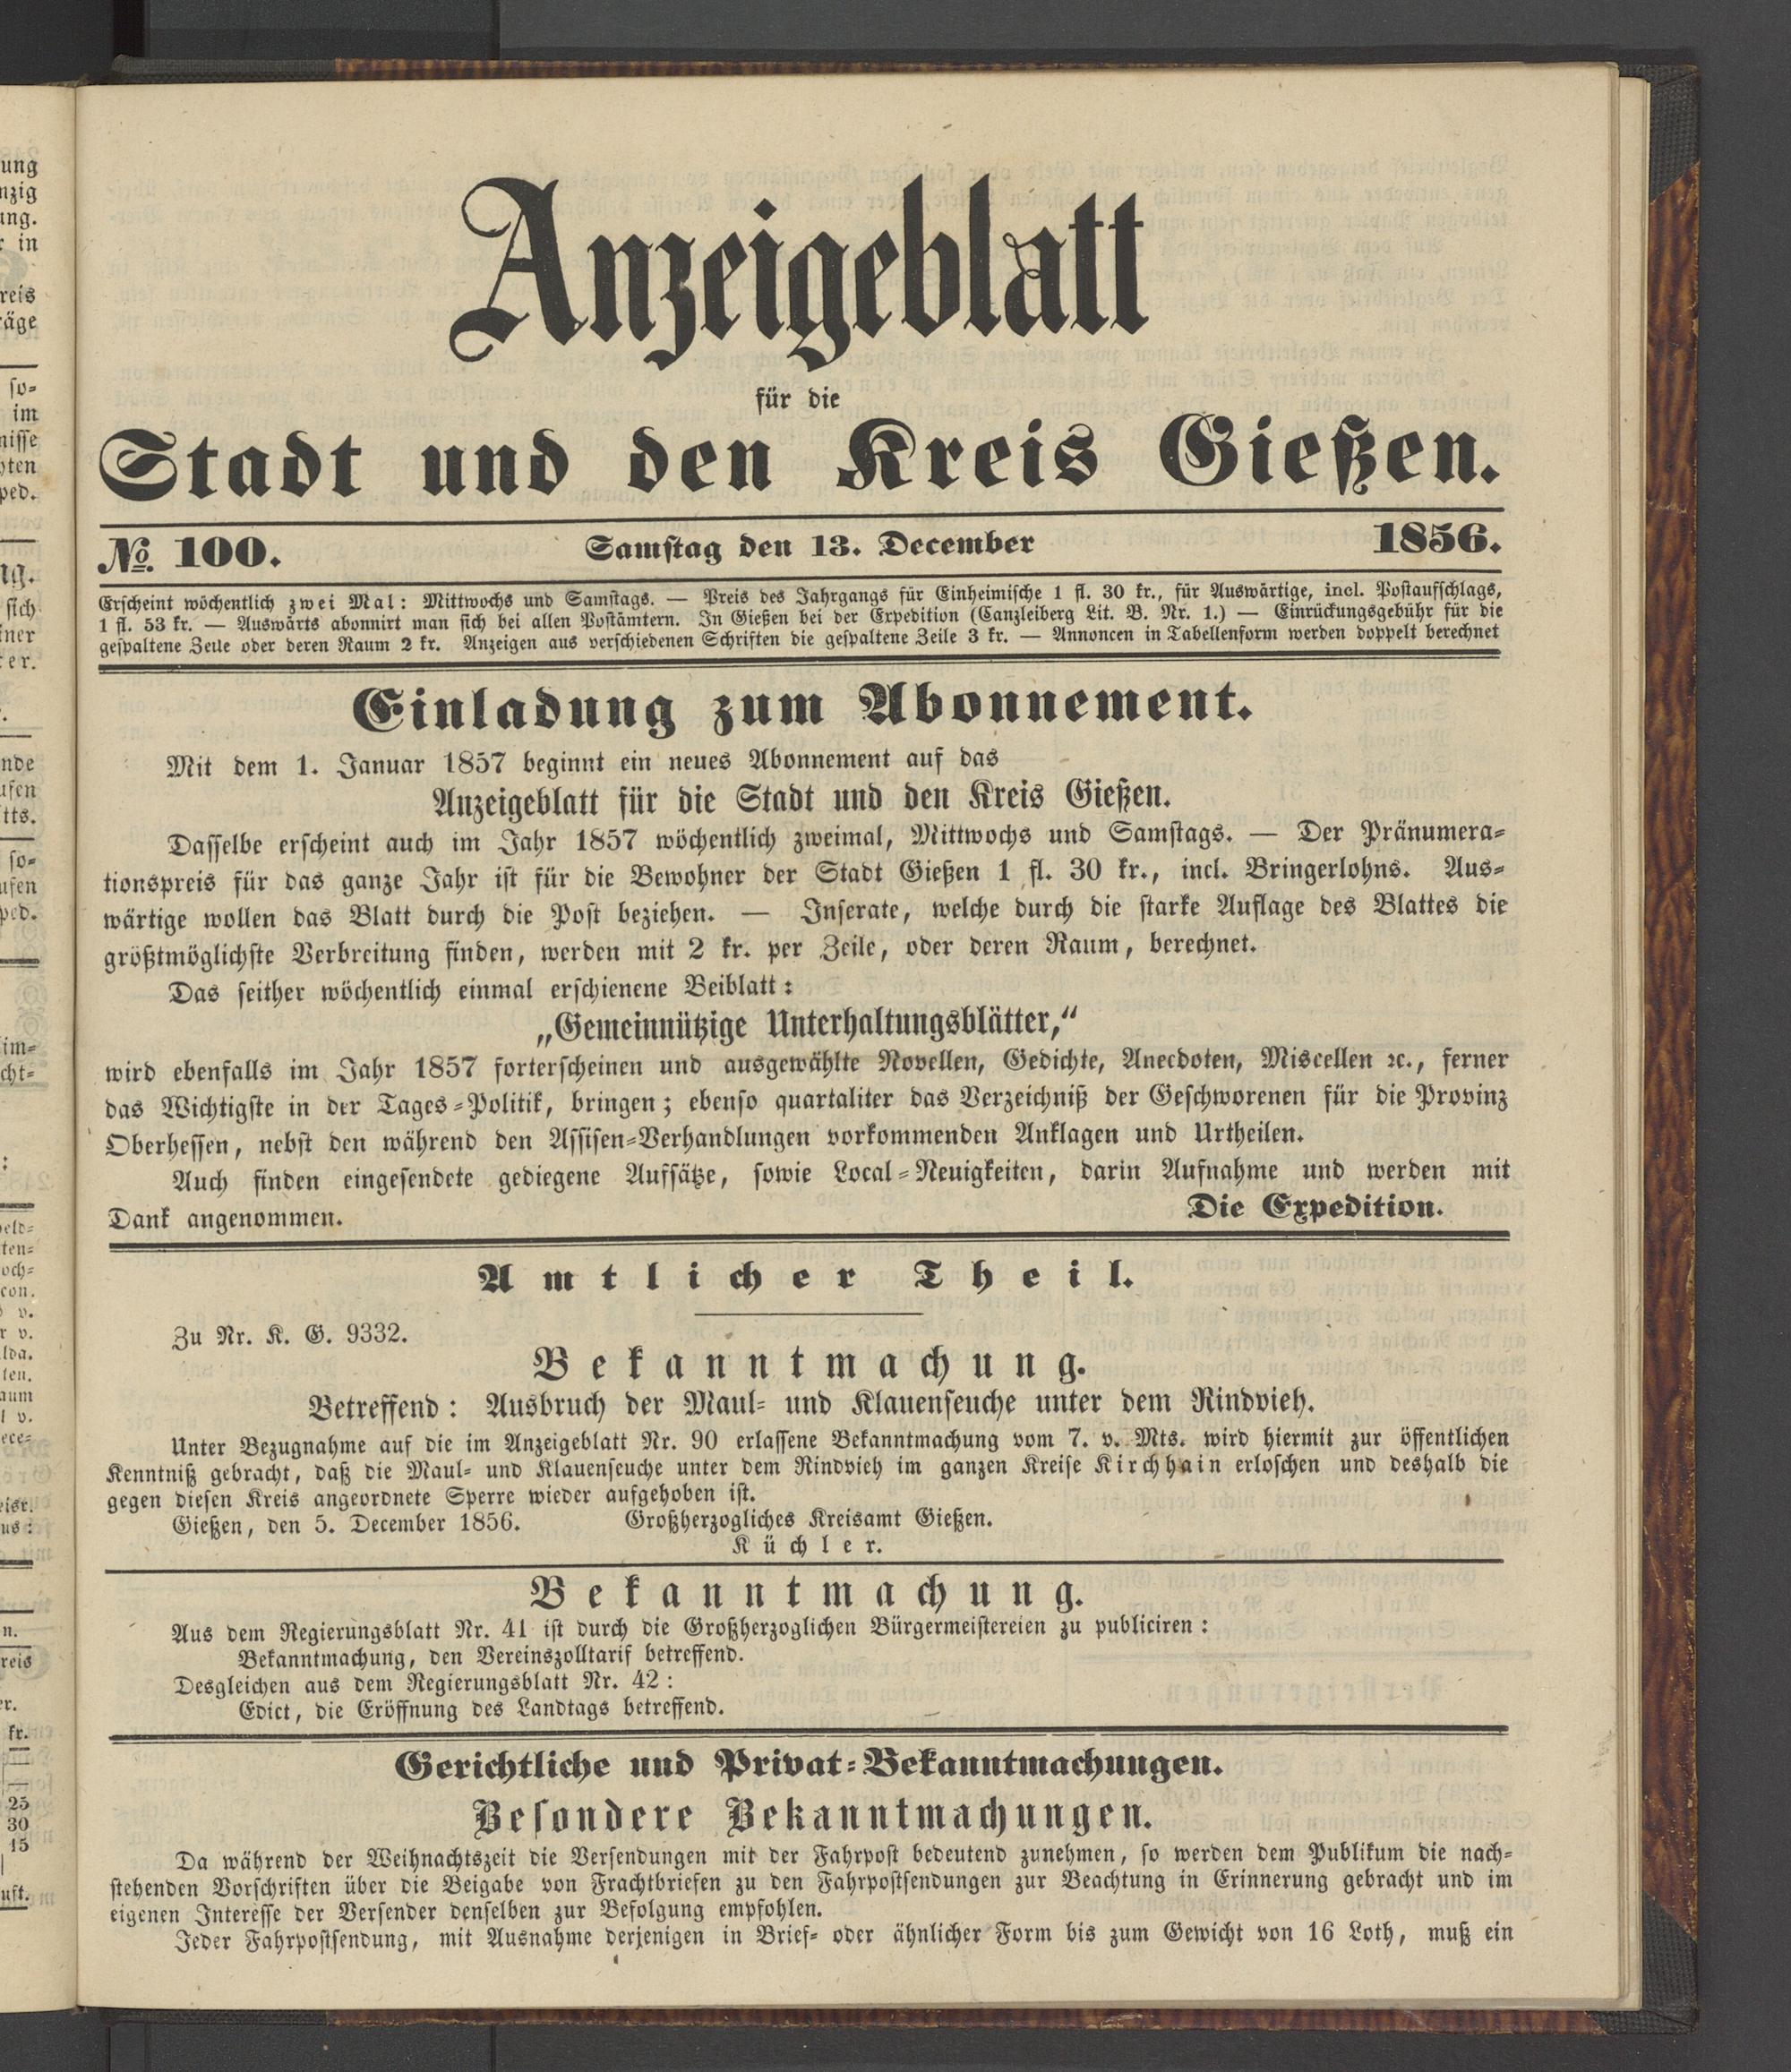 Anzeigeblatt
für die
Stadt und den Kreis Gießen.
No. 100. Samstag den 13. December 1856.
Erscheint wöchentlich zwei Mal: Mittwochs und Samstags. — Preis des Jahrgangs für Einheimische 1 fl. 30 kr., für Auswärtige, incl. Postaufschlags,
1 fl. 53 kr. — Auswärts abonnirt man sich bei allen Postämtern. In Gießen bei der Expedition (Canzleiberg Lit. B. Nr. 1.) — Einrückungsgebühr für die
gespaltene Zeile oder deren Raum 2 kr. Anzeigen aus verschiedenen Schriften die gespaltene Zeile 3 kr. — Annoncen in Tabellenform werden doppelt berechnet
Einladung zum Abonnement.
Mit dem 1. Januar 1857 beginnt ein neues Abonnement auf das
Anzeigeblatt für die Stadt und den Kreis Gießen.
Dasselbe erscheint auch im Jahr 1857 wöchentlich zweimal, Mittwochs und Samstags. — Der Pränumera-
tionspreis für das ganze Jahr ist für die Bewohner der Stadt Gießen 1 fl. 30 kr., incl. Bringerlohns. Aus-
wärtige wollen das Blatt durch die Post beziehen. — Inserate, welche durch die starke Auflage des Blattes die
größtmöglichste Verbreitung finden, werden mit 2 kr. per Zeile, oder deren Raum, berechnet.
Das seither wöchentlich einmal erschienene Beiblatt:
„Gemeinnützige Unterhaltungsblätter,“
wird ebenfalls im Jahr 1857 forterscheinen und ausgewählte Novellen, Gedichte, Anecdoten, Miscellen ꝛc., ferner
das Wichtigste in der Tages-Politik, bringen; ebenso quartaliter das Verzeichniß der Geschworenen für die Provinz
Oberhessen, nebst den während den Assisen-Verhandlungen vorkommenden Anklagen und Urtheilen.
Auch finden eingesendete gediegene Aufsätze, sowie Local-Neuigkeiten, darin Aufnahme und werden mit
Dank angenommen. Die Expedition.
Amtlicher Theil.
Zu Nr. K. G. 9332.
Bekanntmachung.
Betreffend: Ausbruch der Maul- und Klauenseuche unter dem Rindvieh.
Unter Bezugnahme auf die im Anzeigeblatt Nr. 90 erlassene Bekanntmachung vom 7. v. Mts. wird hiermit zur öffentlichen
Kenntniß gebracht, daß die Maul- und Klauenseuche unter dem Rindvieh im ganzen Kreise Kirchhain erloschen und deshalb die
gegen diesen Kreis angeordnete Sperre wieder aufgehoben ist.
Gießen, den 5. December 1856. Großherzogliches Kreisamt Gießen.
Küchler.
Bekanntmachung.
Aus dem Regierungsblatt Nr. 41 ist durch die Großherzoglichen Bürgermeistereien zu publiciren:
Bekanntmachung, den Vereinszolltarif betreffend.
Desgleichen aus dem Regierungsblatt Nr. 42:
Edict, die Eröffnung des Landtags betreffend.
Gerichtliche und Privat-Bekanntmachungen.
Besondere Bekanntmachungen.
Da während der Weihnachtszeit die Versendungen mit der Fahrpost bedeutend zunehmen, so werden dem Publikum die nach-
stehenden Vorschriften über die Beigabe von Frachtbriefen zu den Fahrpostsendungen zur Beachtung in Erinnerung gebracht und im
eigenen Interesse der Versender denselben zur Befolgung empfohlen.
Jeder Fahrpostsendung, mit Ausnahme derjenigen in Brief- oder ähnlicher Form bis zum Gewicht von 16 Loth, muß ein